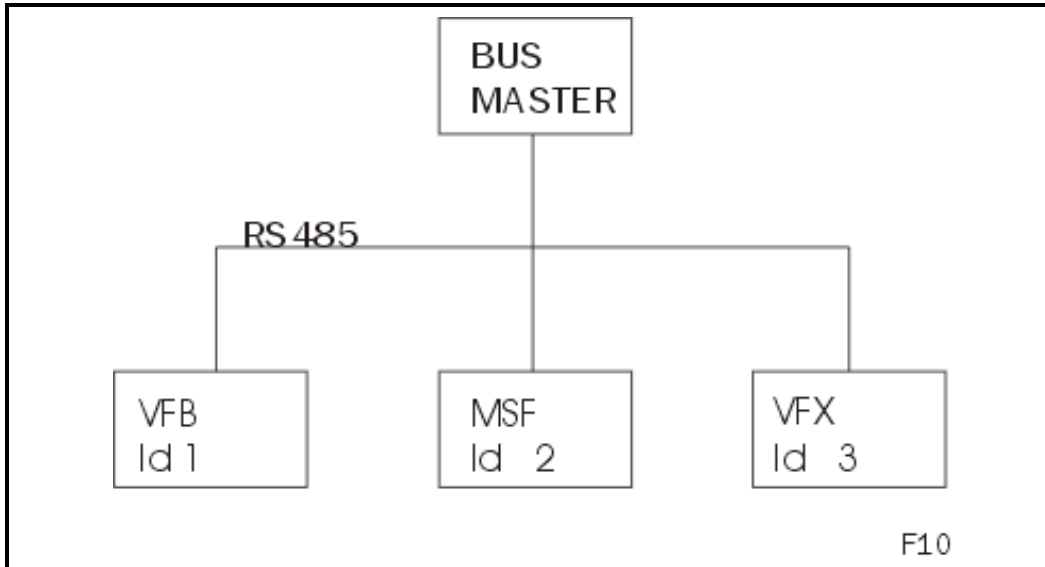 BUS
MASTER
RS 485
VFB
Id 1
MSF
Id 2
VFX
Id 3
F10